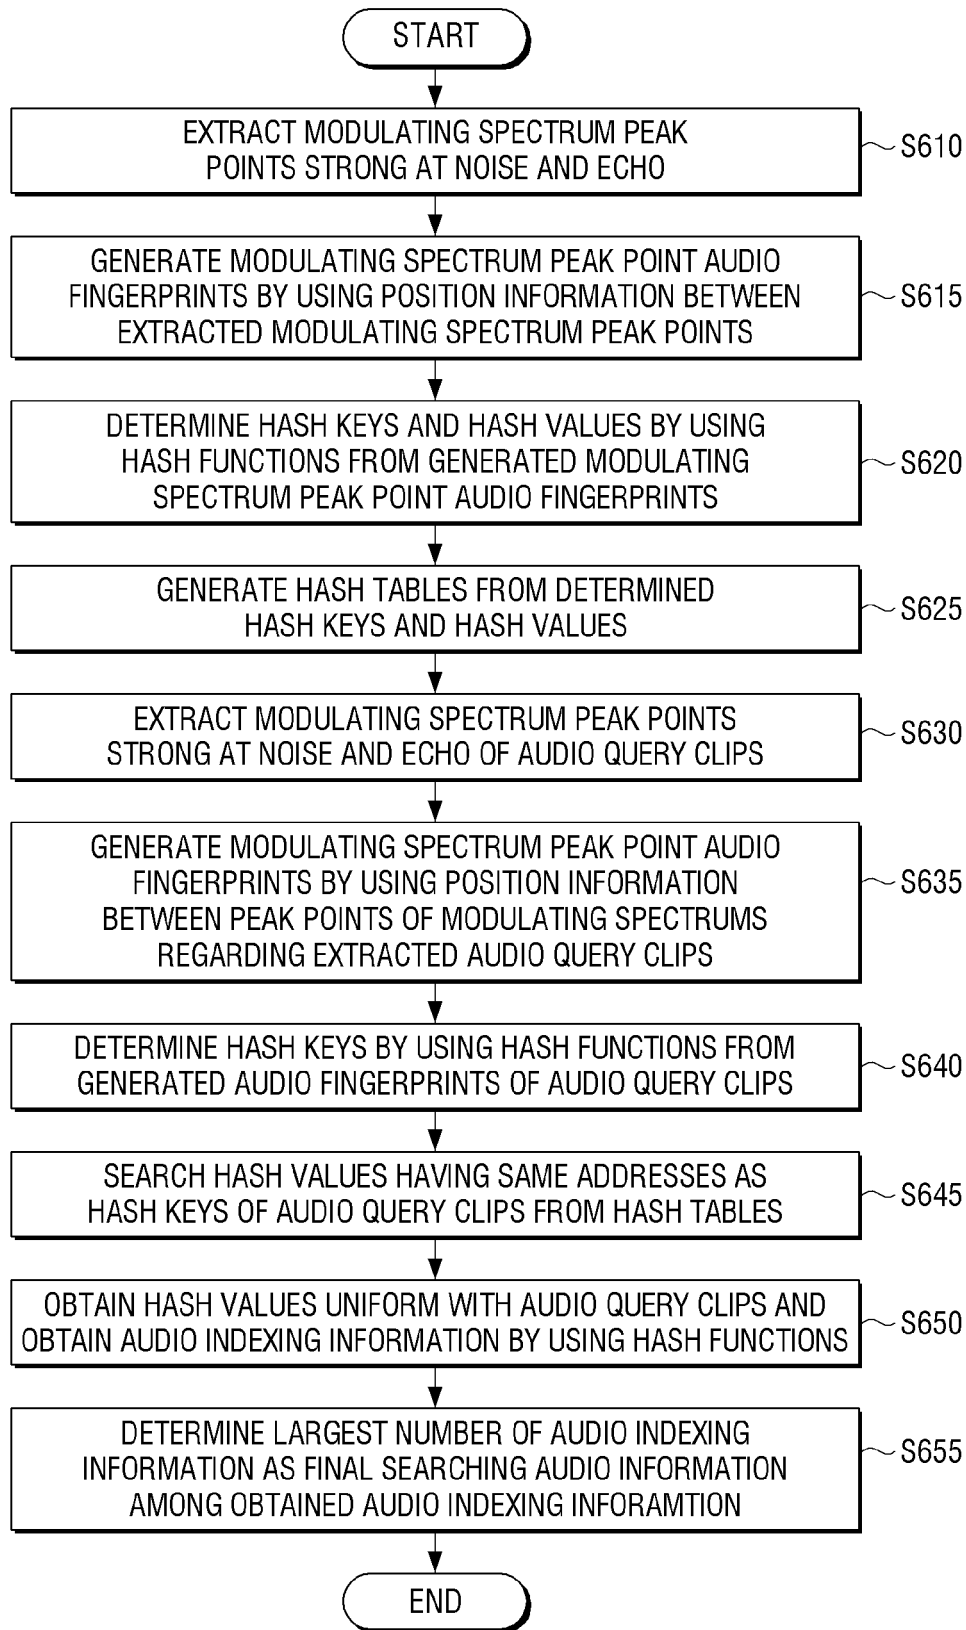 START
EXTRACT MODULATING SPECTRUM PEAK
POINTS STRONG AT NOISE AND ECHO
S610
GENERATE MODULATING SPECTRUM PEAK POINT AUDIO
FINGERPRINTS BY USING POSITION INFORMATION BETWEEN
EXTRACTED MODULATING SPECTRUM PEAK POINTS
S615
DETERMINE HASH KEYS AND HASH VALUES BY USING
HASH FUNCTIONS FROM GENERATED MODULATING
SPECTRUM PEAK POINT AUDIO FINGERPRINTS
S620
GENERATE HASH TABLES FROM DETERMINED
HASH KEYS AND HASH VALUES
S625
EXTRACT MODULATING SPECTRUM PEAK POINTS
STRONG AT NOISE AND ECHO OF AUDIO QUERY CLIPS
S630
GENERATE MODULATING SPECTRUM PEAK POINT AUDIO
FINGERPRINTS BY USING POSITION INFORMATION
BETWEEN PEAK POINTS OF MODULATING SPECTRUMS
REGARDING EXTRACTED AUDIO QUERY CLIPS
S635
DETERMINE HASH KEYS BY USING HASH FUNCTIONS FROM
GENERATED AUDIO FINGERPRINTS OF AUDIO QUERY CLIPS
S640
SEARCH HASH VALUES HAVING SAME ADDRESSES AS
HASH KEYS OF AUDIO QUERY CLIPS FROM HASH TABLES
S645
OBTAIN HASH VALUES UNIFORM WITH AUDIO QUERY CLIPS AND
OBTAIN AUDIO INDEXING INFORMATION BY USING HASH FUNCTIONS
S650
DETERMINE LARGEST NUMBER OF AUDIO INDEXING
INFORMATION AS FINAL SEARCHING AUDIO INFORMATION
AMONG OBTAINED AUDIO INDEXING INFORAMTION
S655
END